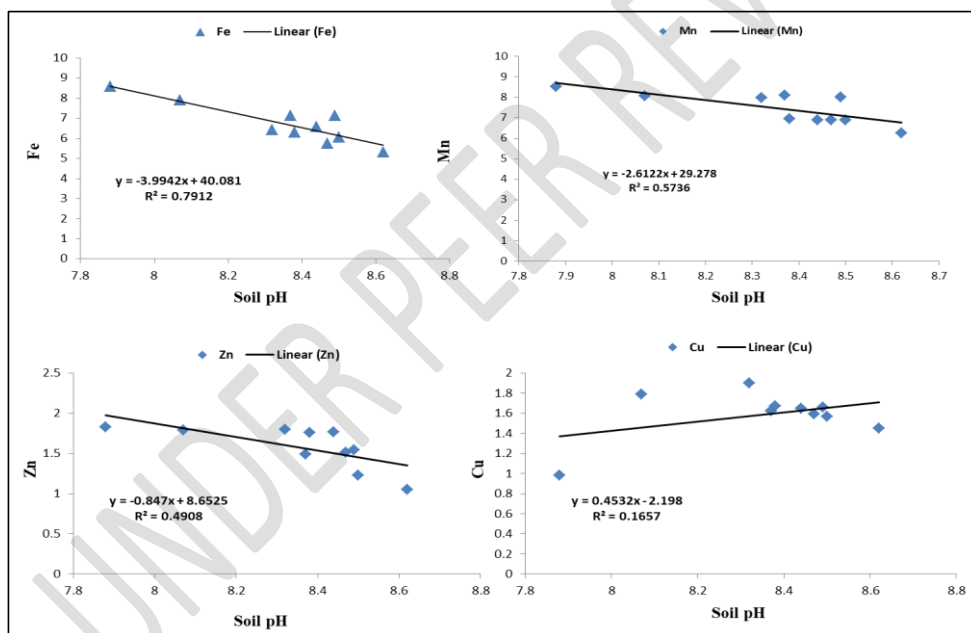 Fe Linear (Fe)
10
9
8
7
6
5
4
3
2
1
0
Fe
y = -3.9942x + 40.081
R² = 0.7912
7.8 8 8.2 8.4 8.6 8.8
Soil pH
Mn Linear (Mn)
10
9
8
7
6
5
4
3
2
1
0
Mn
y = -2.6122x + 29.278
R² = 0.5736
7.8 7.9 8 8.1 8.2 8.3 8.4 8.5 8.6 8.7
Soil pH
Zn Linear (Zn)
2.5
2
1.5
1
0.5
0
Zn
y = -0.847x + 8.6525
R² = 0.4908
7.8 8 8.2 8.4 8.6 8.8
Soil pH
Cu Linear (Cu)
2
1.8
1.6
1.4
1.2
1
0.8
0.6
0.4
0.2
0
Cu
y = 0.4532x - 2.198
R² = 0.1657
7.8 8 8.2 8.4 8.6 8.8
Soil pH
UNDER PEER REV